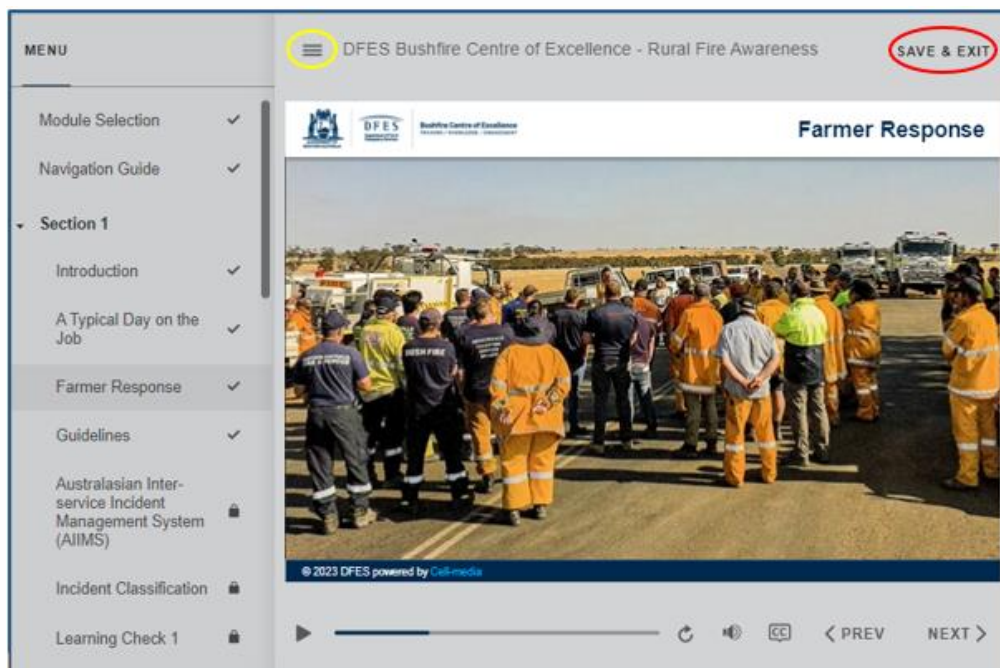 MENU
DFES Bushfire Centre of Excellence - Rural Fire Awareness
SAVE & EXIT
Module Selection
Navigation Guide
Section 1
Introduction
A Typical Day on the
Job
Farmer Response
Guidelines
Australasian Inter-
service Incident
Management System
(AIIMS)
Incident Classification
Learning Check 1
DFES
Bushfire Centre of Excellence
Farmer Response
BUSH FIRE
© 2023 DFES powered by Cell-media
CC
PREV
NEXT